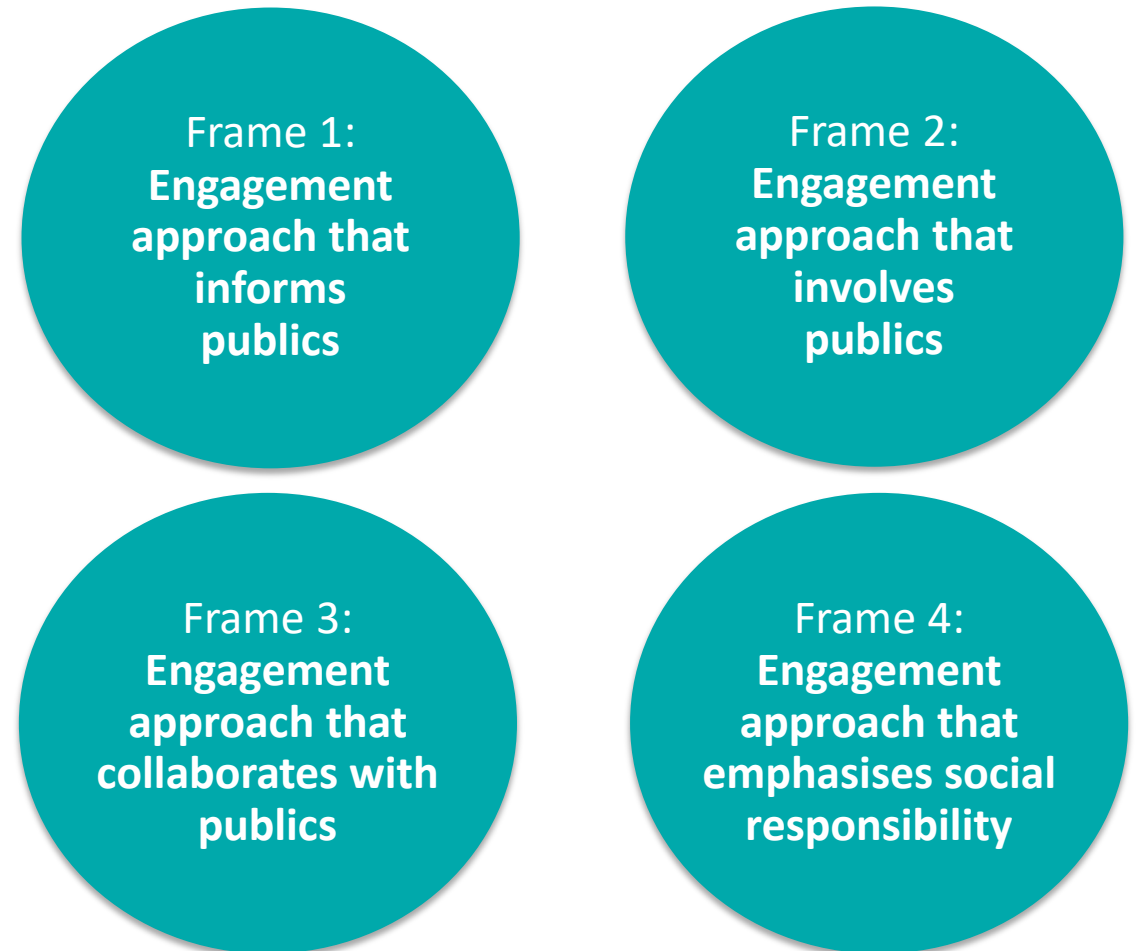 Frame 1:
Engagement
approach that
informs
publics
Frame 2:
Engagement
approach that
involves
publics
Frame 3:
Engagement
approach that
collaborates with
publics
Frame 4:
Engagement
approach that
emphasises social
responsibility